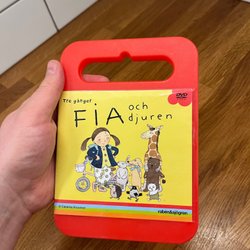 Tre gånger
DVD
FiA och
djuren
rabén&sjögren